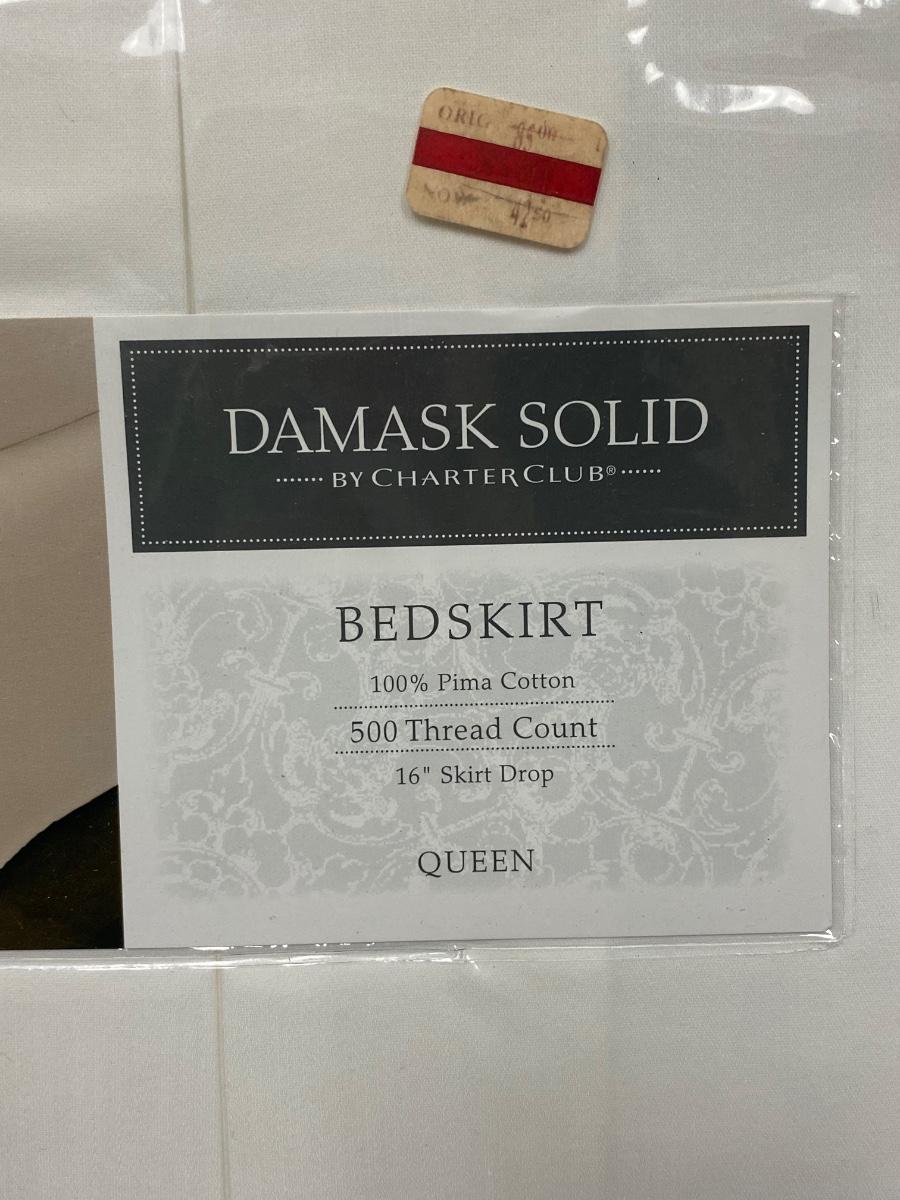 ORIG.
NOW
DAMASK SOLID
BY CHARTER CLUB®
BEDSKIRT
100% Pima Cotton
500 Thread Count
16" Skirt Drop
QUEEN